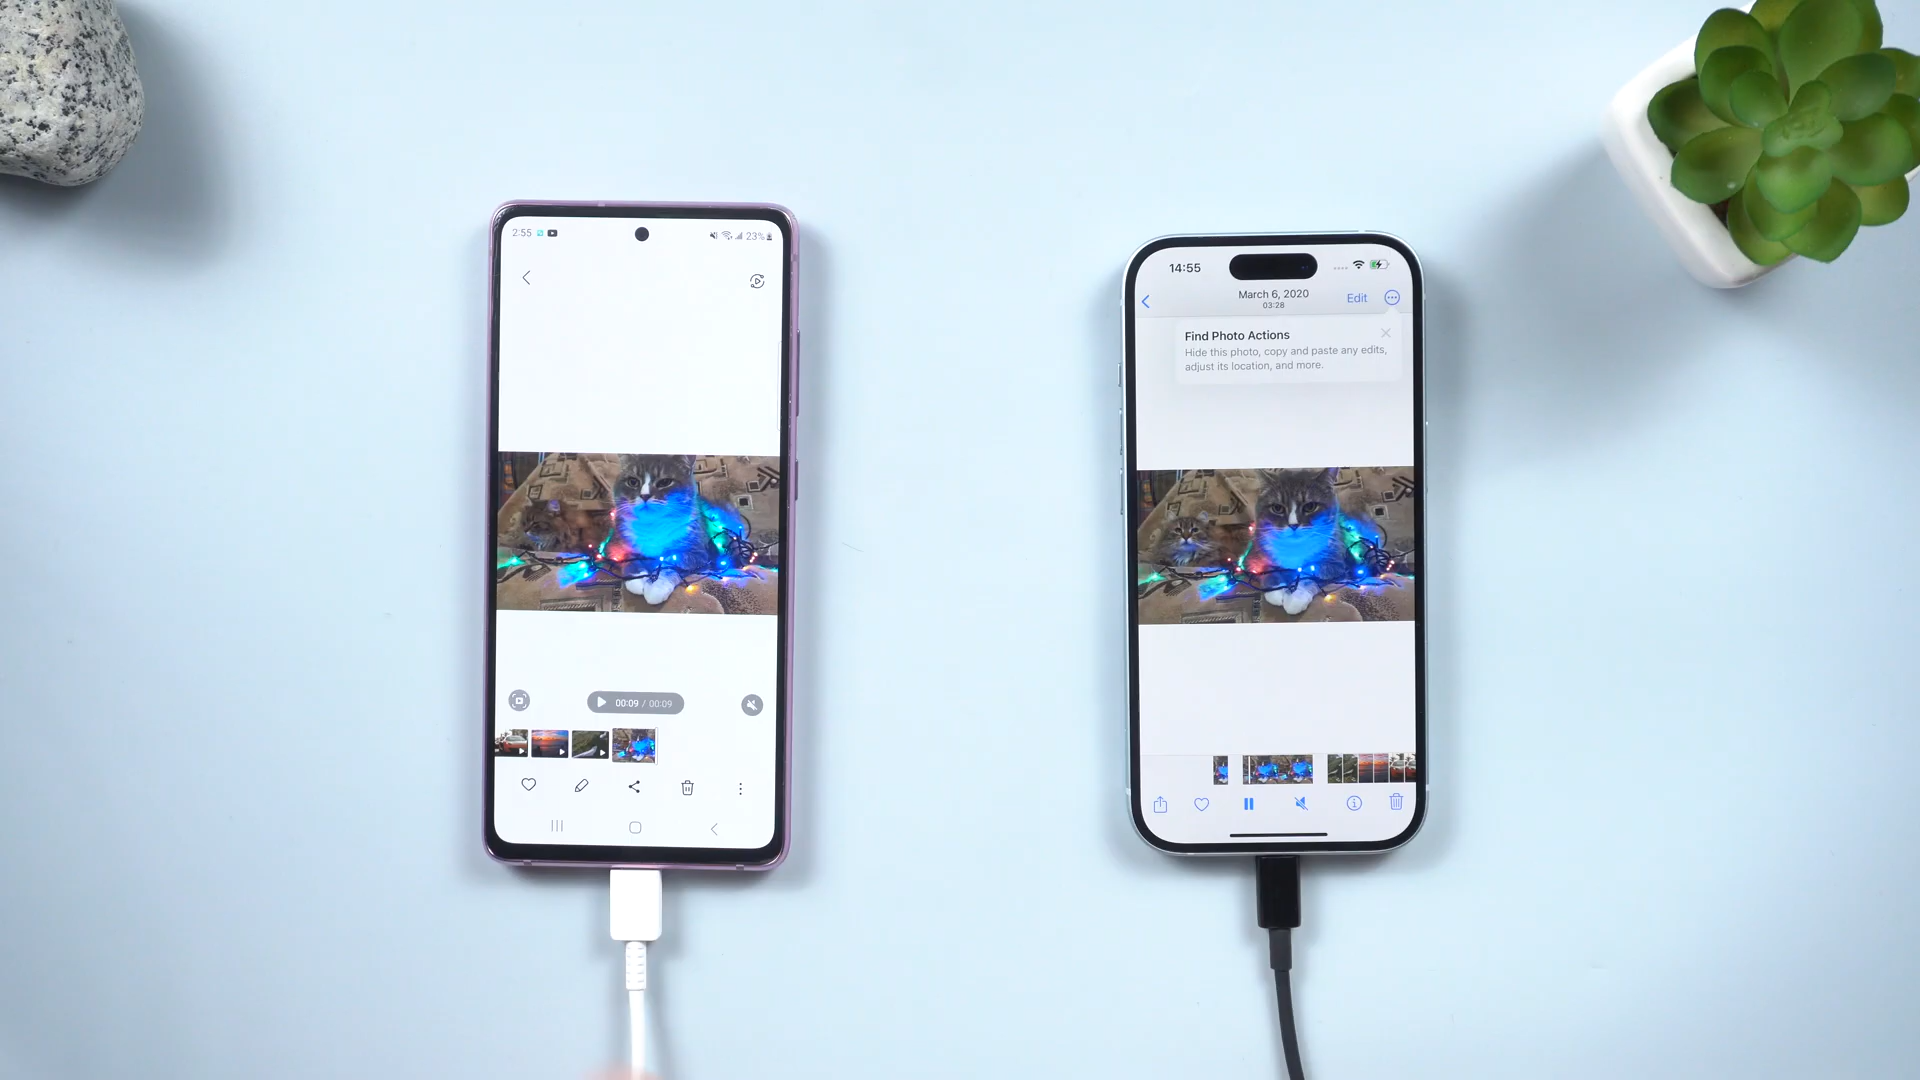 2:55
23%
00:09 / 00:09
14:55
March 6, 2020
03:28
Edit
Find Photo Actions
Hide this photo, copy and paste any edits,
adjust its location, and more.